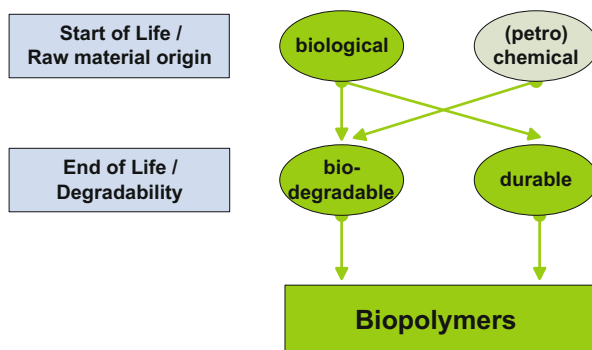 Start of Life /
Raw material origin
biological
(petro)
chemical
End of Life /
Degradability
bio-
degradable
durable
Biopolymers